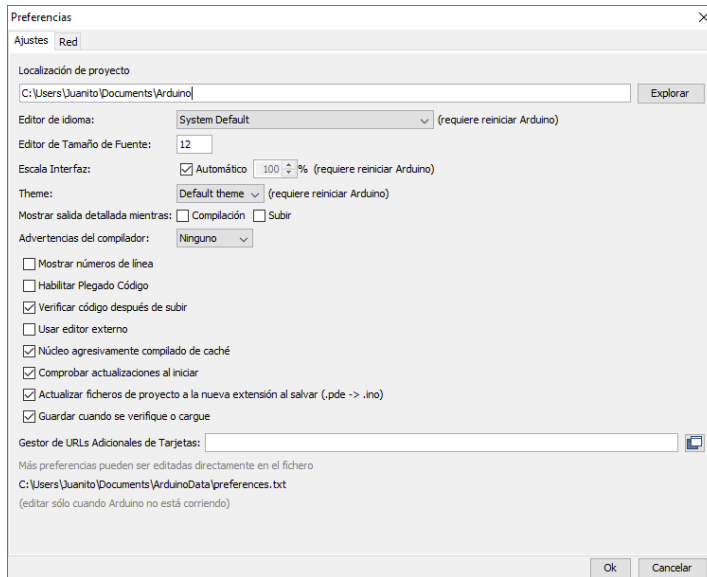 Preferencias
Ajustes Red
Localización de proyecto
C:\Users\Juanito\Documents\Arduino Explorar
Editor de idioma: System Default (requiere reiniciar Arduino)
Editor de Tamaño de Fuente: 12
Escala Interfaz: Automático 100 % (requiere reiniciar Arduino)
Theme: Default theme (requiere reiniciar Arduino)
Mostrar salida detallada mientras: Compilación Subir
Advertencias del compilador: Ninguno
Mostrar números de línea
Habilitar Plegado Código
Verificar código después de subir
Usar editor externo
Núcleo agresivamente compilado de caché
Comprobar actualizaciones al iniciar
Actualizar ficheros de proyecto a la nueva extensión al salvar (.pde -> .ino)
Guardar cuando se verifique o cargue
Gestor de URLs Adicionales de Tarjetas:
Más preferencias pueden ser editadas directamente en el fichero
C:\Users\Juanito\Documents\ArduinoData\preferences.txt
(editar sólo cuando Arduino no está corriendo)
Ok Cancelar